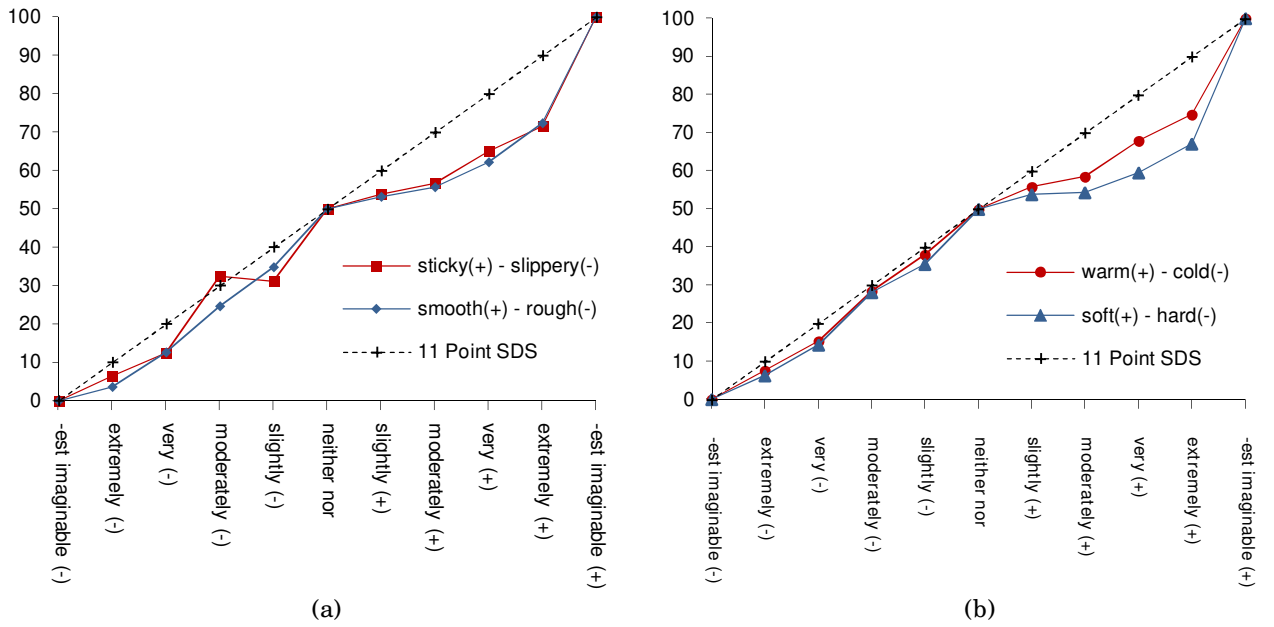 100
90
80
70
60
50
40
30
20
10
0
sticky(+) - slippery(-)
smooth(+) - rough(-)
11 Point SDS
-est imaginable (-)
extremely (-)
very (-)
moderately (-)
slightly (-)
neither nor
slightly (+)
moderately (+)
very (+)
extremely (+)
-est imaginable (+)
(a)
100
90
80
70
60
50
40
30
20
10
0
warm(+) - cold(-)
soft(+) - hard(-)
11 Point SDS
-est imaginable (-)
extremely (-)
very (-)
moderately (-)
slightly (-)
neither nor
slightly (+)
moderately (+)
very (+)
extremely (+)
-est imaginable (+)
(b)